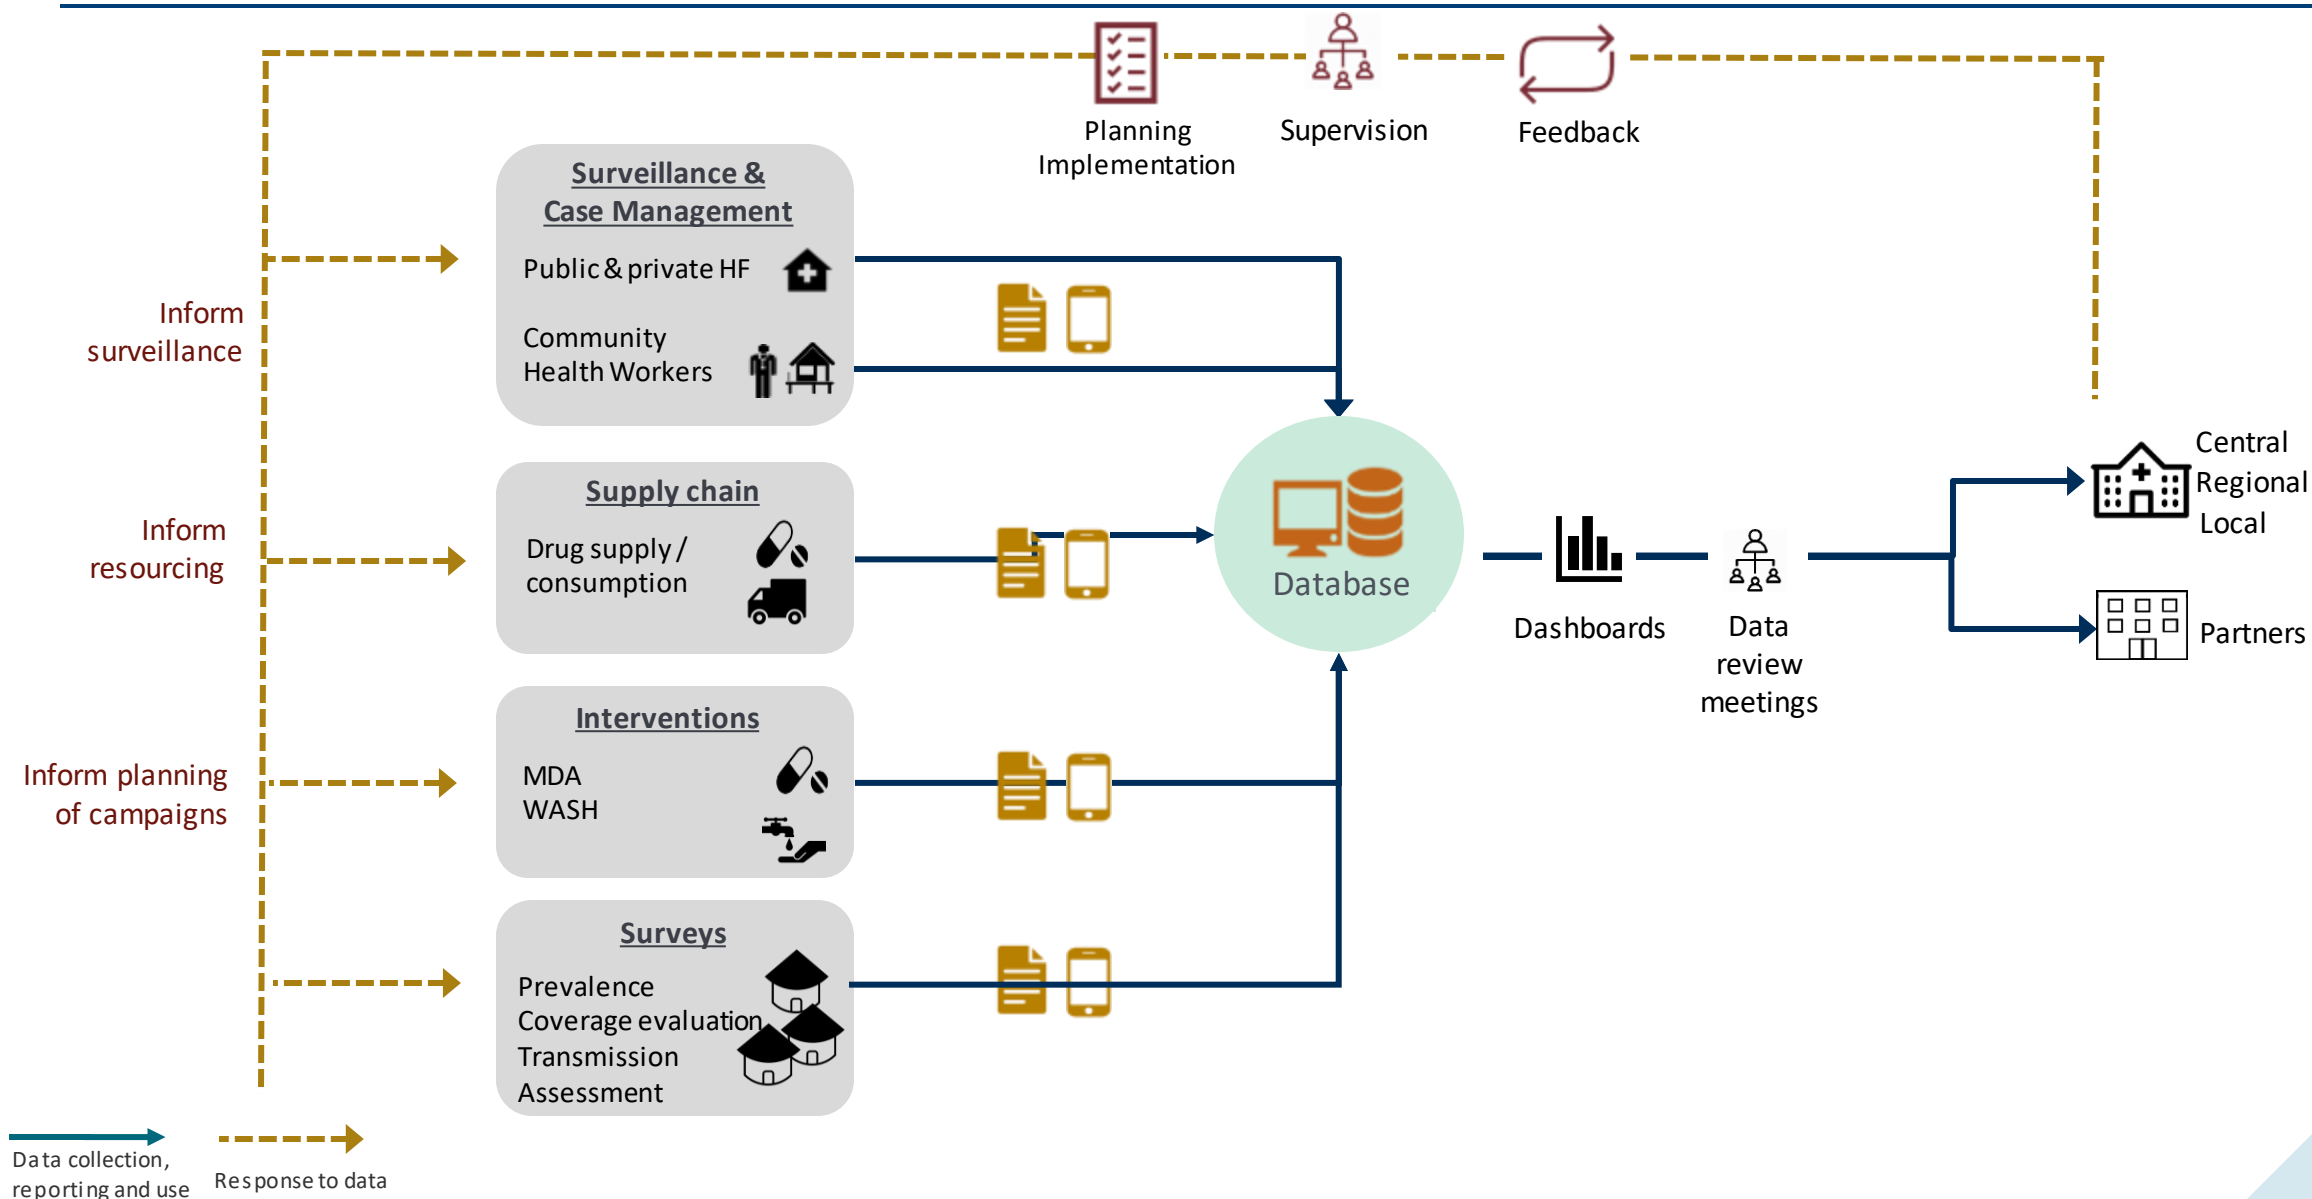 Planning
Implementation
Supervision
Feedback
Surveillance &
Case Management
Public & private HF
Community
Health Workers
Inform
surveillance
Supply chain
Drug supply /
consumption
Inform
resourcing
Interventions
MDA
WASH
Inform planning
of campaigns
Surveys
Prevalence
Coverage evaluation
Transmission
Assessment
Database
Dashboards
Data
review
meetings
Central
Regional
Local
Partners
Data collection,
reporting and use
Response to data